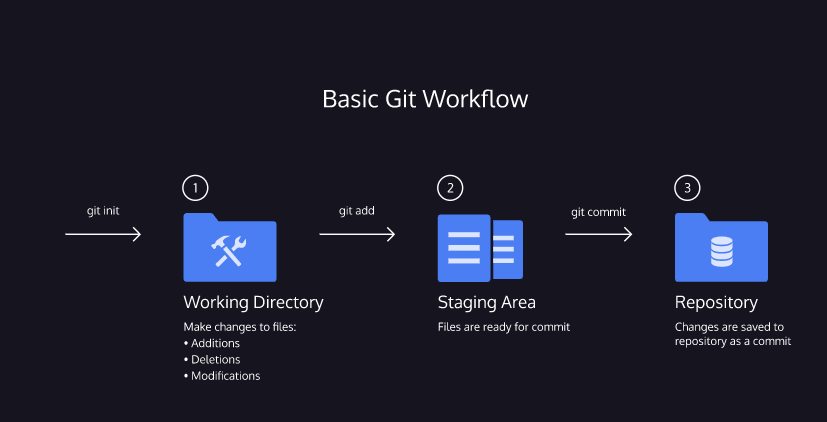 Basic Git Workflow
git init
1
Working Directory
Make changes to files:
• Additions
• Deletions
• Modifications
git add
2
Staging Area
Files are ready for commit
git commit
3
Repository
Changes are saved to
repository as a commit